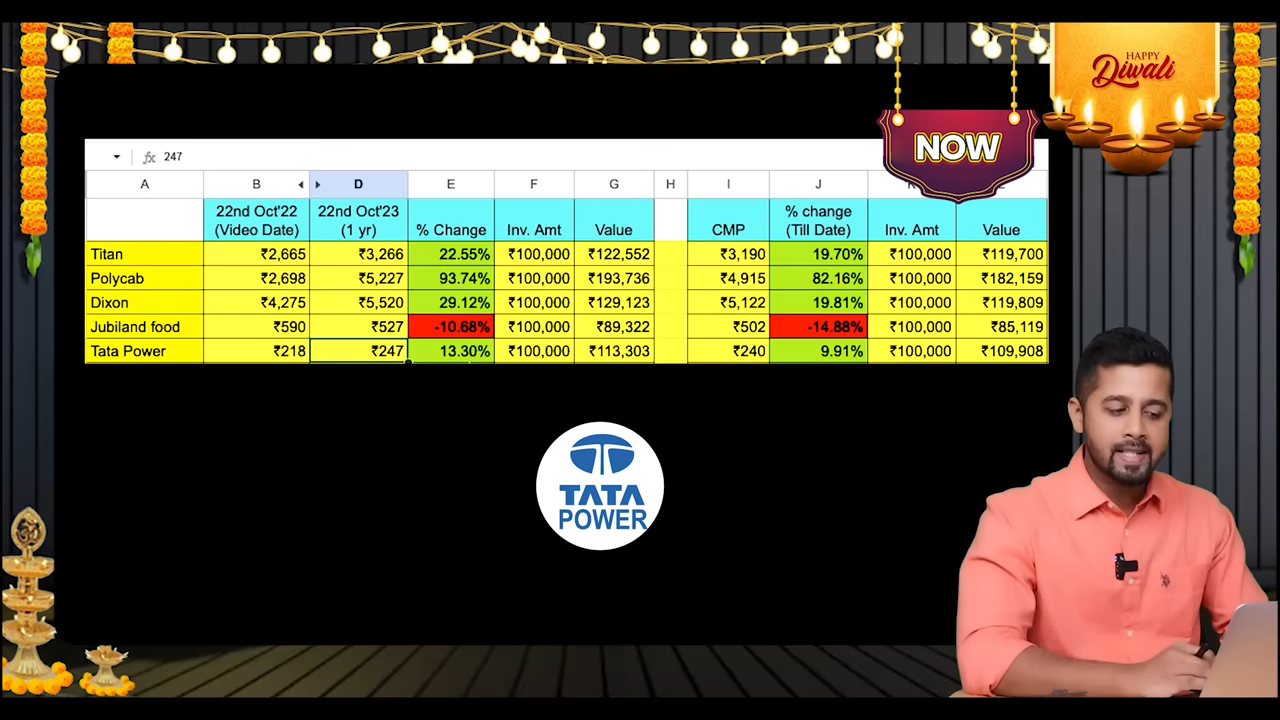 HAPPY
Diwali
NOW
fx 247
A B D E F G H I J
22nd Oct'22 (Video Date) 22nd Oct'23 (1 yr) % Change Inv. Amt Value CMP % change (Till Date) Inv. Amt Value
Titan ₹2,665 ₹3,266 22.55% ₹100,000 ₹122,552 ₹3,190 19.70% ₹100,000 ₹119,700
Polycab ₹2,698 ₹5,227 93.74% ₹100,000 ₹193,736 ₹4,915 82.16% ₹100,000 ₹182,159
Dixon ₹4,275 ₹5,520 29.12% ₹100,000 ₹129,123 ₹5,122 19.81% ₹100,000 ₹119,809
Jubiland food ₹590 ₹527 -10.68% ₹100,000 ₹89,322 ₹502 -14.88% ₹100,000 ₹85,119
Tata Power ₹218 ₹247 13.30% ₹100,000 ₹113,303 ₹240 9.91% ₹100,000 ₹109,908
TATA
POWER